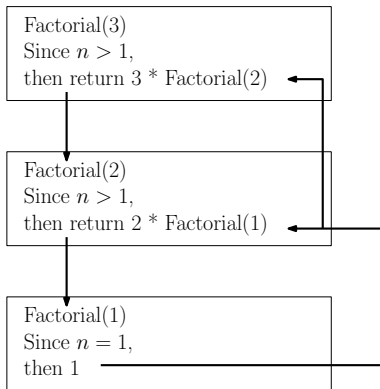 Factorial(3)
Since n > 1,
then return 3 * Factorial(2)
Factorial(2)
Since n > 1,
then return 2 * Factorial(1)
Factorial(1)
Since n = 1,
then 1